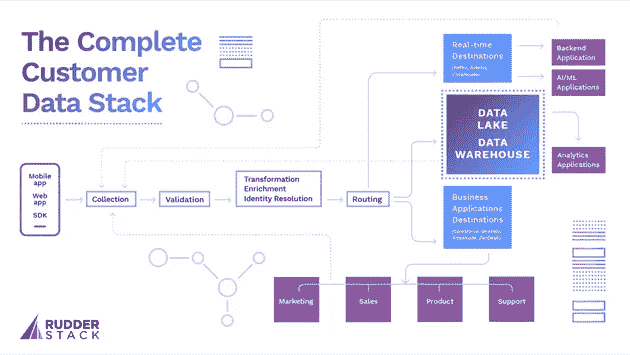 The Complete
Customer
Data Stack
Mobile
app
Web
app
SDK
Collection
Validation
Transformation
Enrichment
Identity Resolution
Routing
Real-time
Destinations
Backend
Application
AI/ML
Applications
DATA
LAKE
DATA
WAREHOUSE
Analytics
Applications
Business
Applications
Destinations
Marketing
Sales
Product
Support
RUDDER
STACK